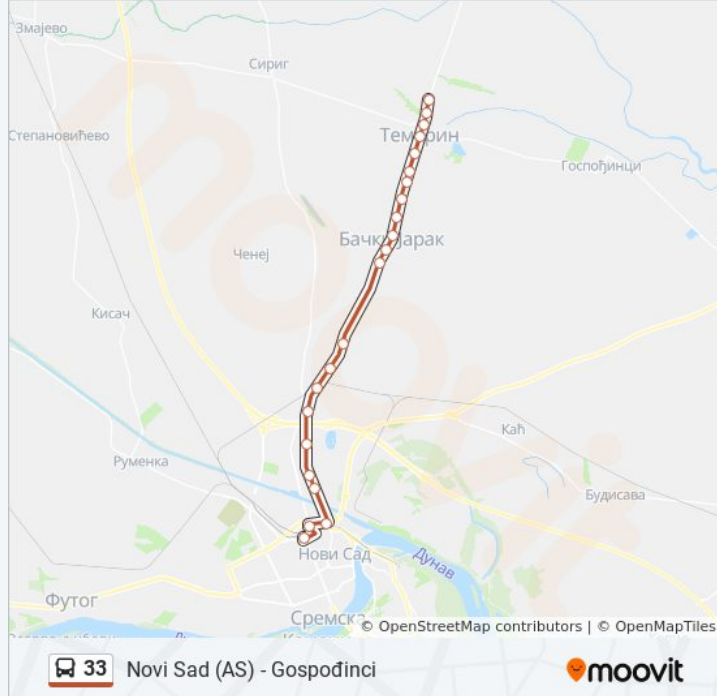 Змајево
Сириг
Степановићево
Темерин
Госпођинци
Бачки Јарак
Ченеј
Кисач
Каћ
Руменка
Будисава
Нови Сад
Дунав
Футог
Сремска
© OpenStreetMap contributors | © OpenMapTiles
33 Novi Sad (AS) - Gospođinci
moovit